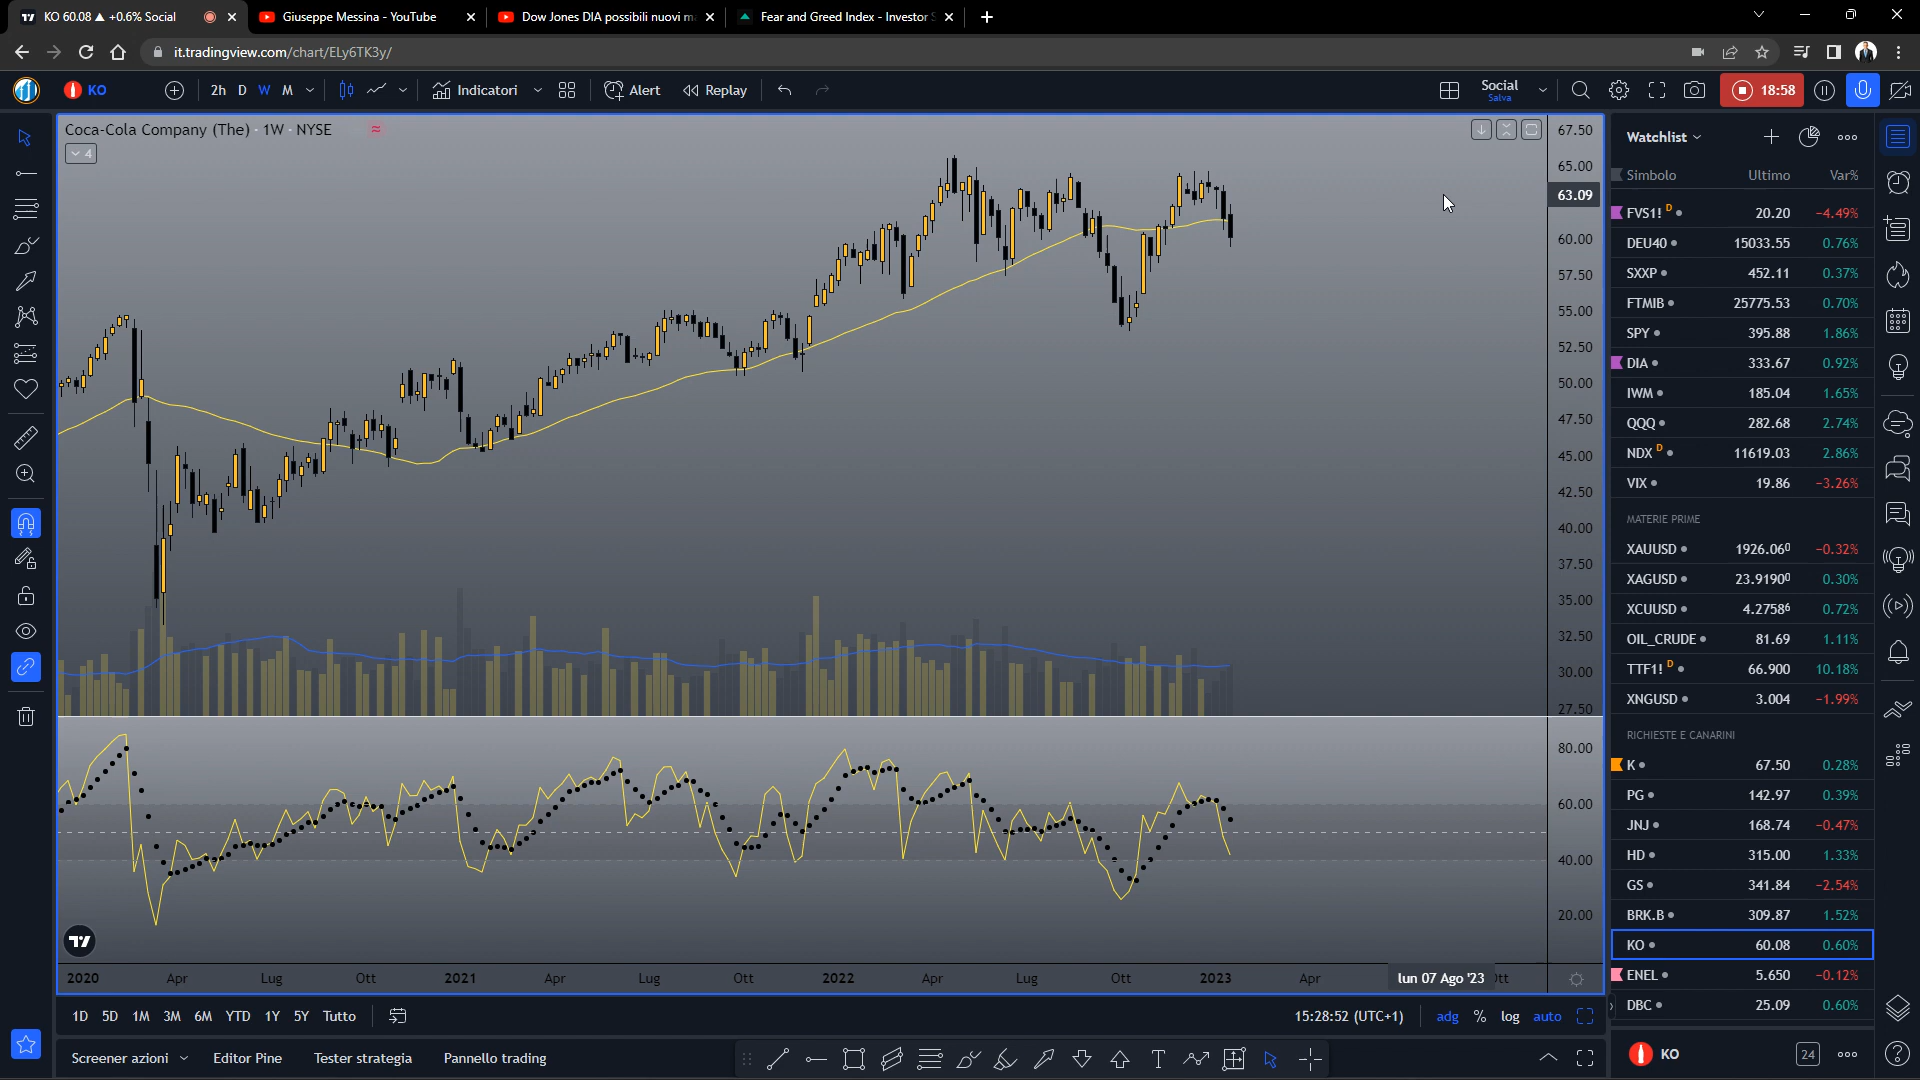 KO 60.08 ▲ +0.6% Social
Giuseppe Messina - YouTube
Dow Jones DIA possibili nuovi m
Fear and Greed Index - Investor S
it.tradingview.com/chart/ELy6TK3y/
KO
2h D W M
Indicatori
Alert
Replay
Social
Salva
18:58
Coca-Cola Company (The) · 1W · NYSE
4
67.50
65.00
63.09
60.00
57.50
55.00
52.50
50.00
47.50
45.00
42.50
40.00
37.50
35.00
32.50
30.00
27.50
80.00
60.00
40.00
20.00
2020 Apr Lug Ott 2021 Apr Lug Ott 2022 Apr Lug Ott 2023 Apr lun 07 Ago '23
1D 5D 1M 3M 6M YTD 1Y 5Y Tutto
15:28:52 (UTC+1) adg % log auto
Screener azioni Editor Pine Tester strategia Pannello trading
Watchlist
Simbolo Ultimo Var%
FVS1! D 20.20 −4.49%
DEU40 15033.55 0.76%
SXXP 452.11 0.37%
FTMIB 25775.53 0.70%
SPY 395.88 1.86%
DIA 333.67 0.92%
IWM 185.04 1.65%
QQQ 282.68 2.74%
NDX D 11619.03 2.86%
VIX 19.86 −3.26%
MATERIE PRIME
XAUUSD 1926.060 −0.32%
XAGUSD 23.9190 0.30%
XCUUSD 4.27586 0.72%
OIL_CRUDE 81.69 1.11%
TTF1! D 66.900 10.18%
XNGUSD 3.004 −1.99%
RICHIESTE E CANARINI
K 67.50 0.28%
PG 142.97 0.39%
JNJ 168.74 −0.47%
HD 315.00 1.33%
GS 341.84 −2.54%
BRK.B 309.87 1.52%
KO 60.08 0.60%
ENEL 5.650 −0.12%
DBC 25.09 0.60%
KO 24